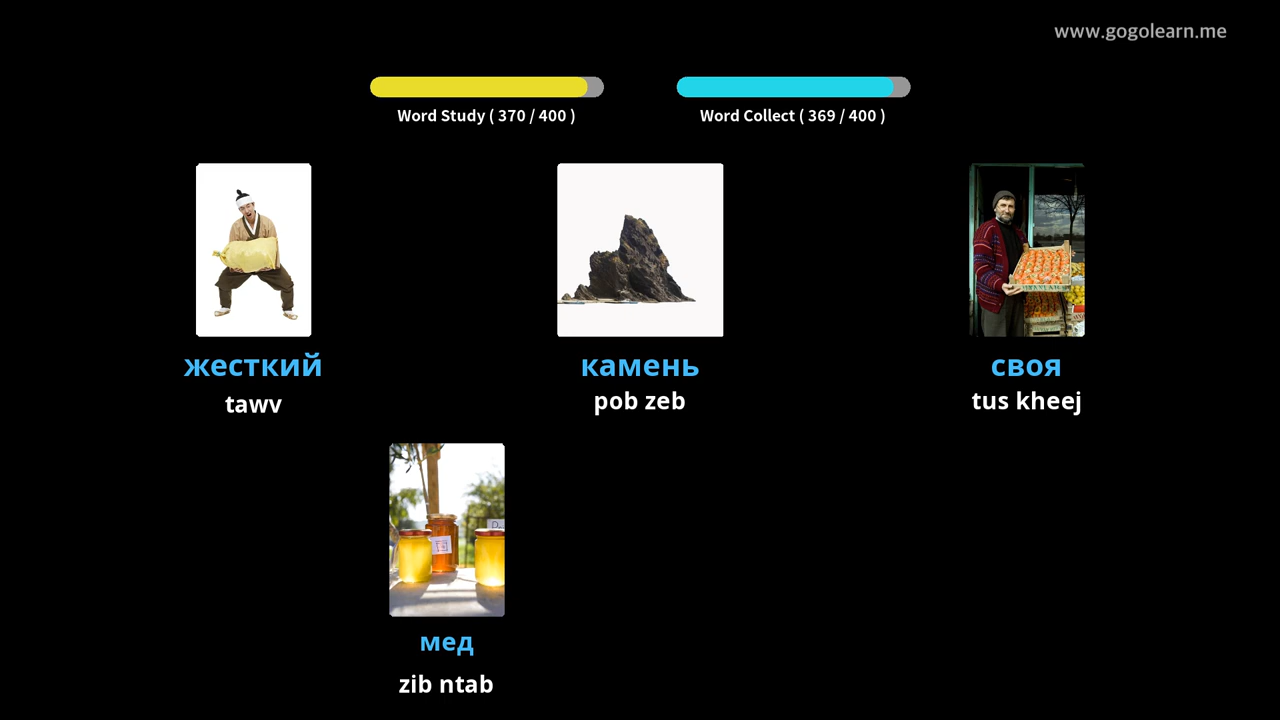 www.gogolearn.me
Word Study ( 370 / 400 )
Word Collect ( 369 / 400 )
жесткий
tawv
камень
pob zeb
своя
tus kheej
мед
zib ntab